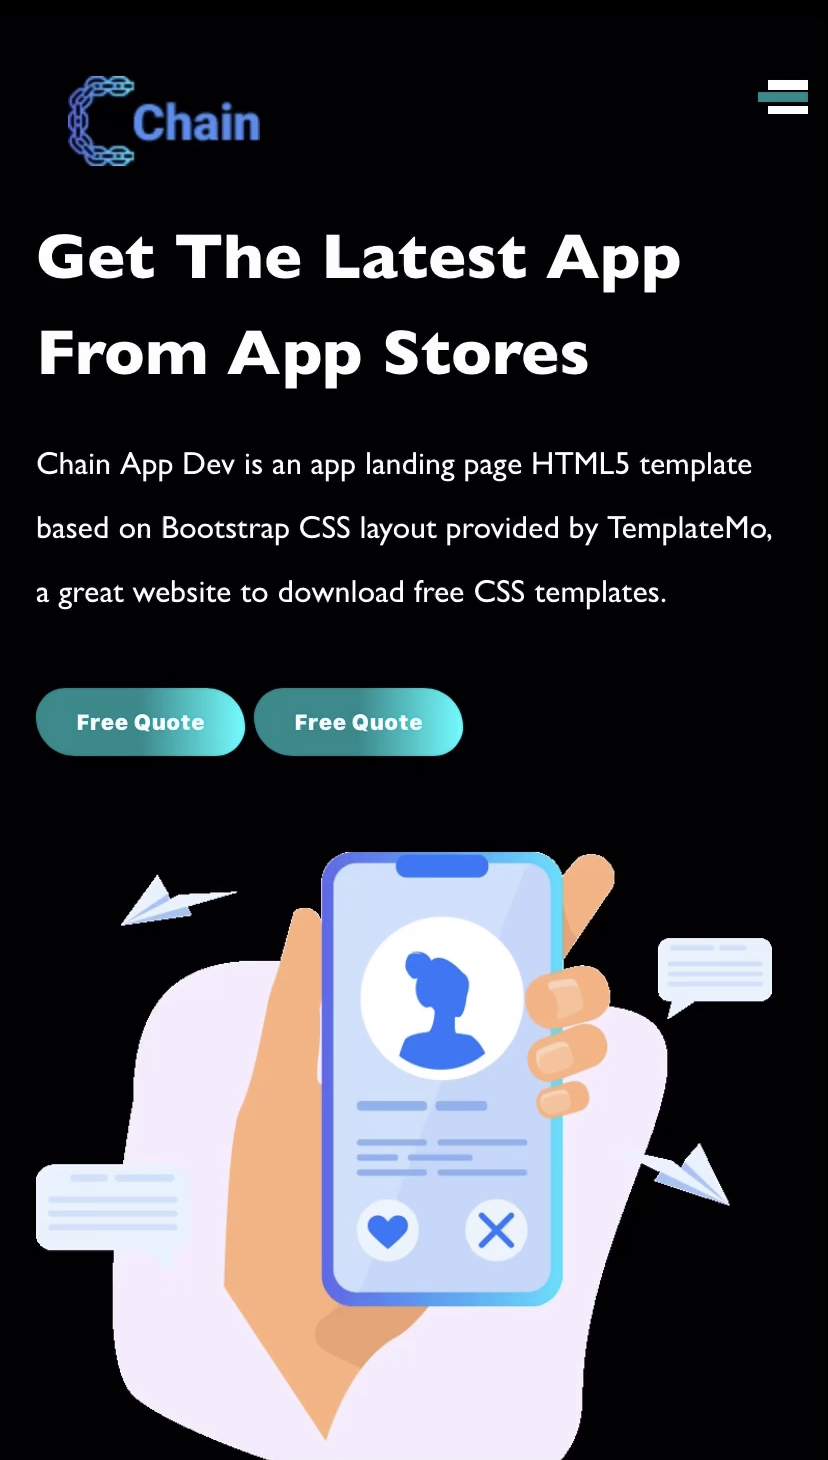 Chain
Get The Latest App
From App Stores
Chain App Dev is an app landing page HTML5 template
based on Bootstrap CSS layout provided by TemplateMo,
a great website to download free CSS templates.
Free Quote Free Quote